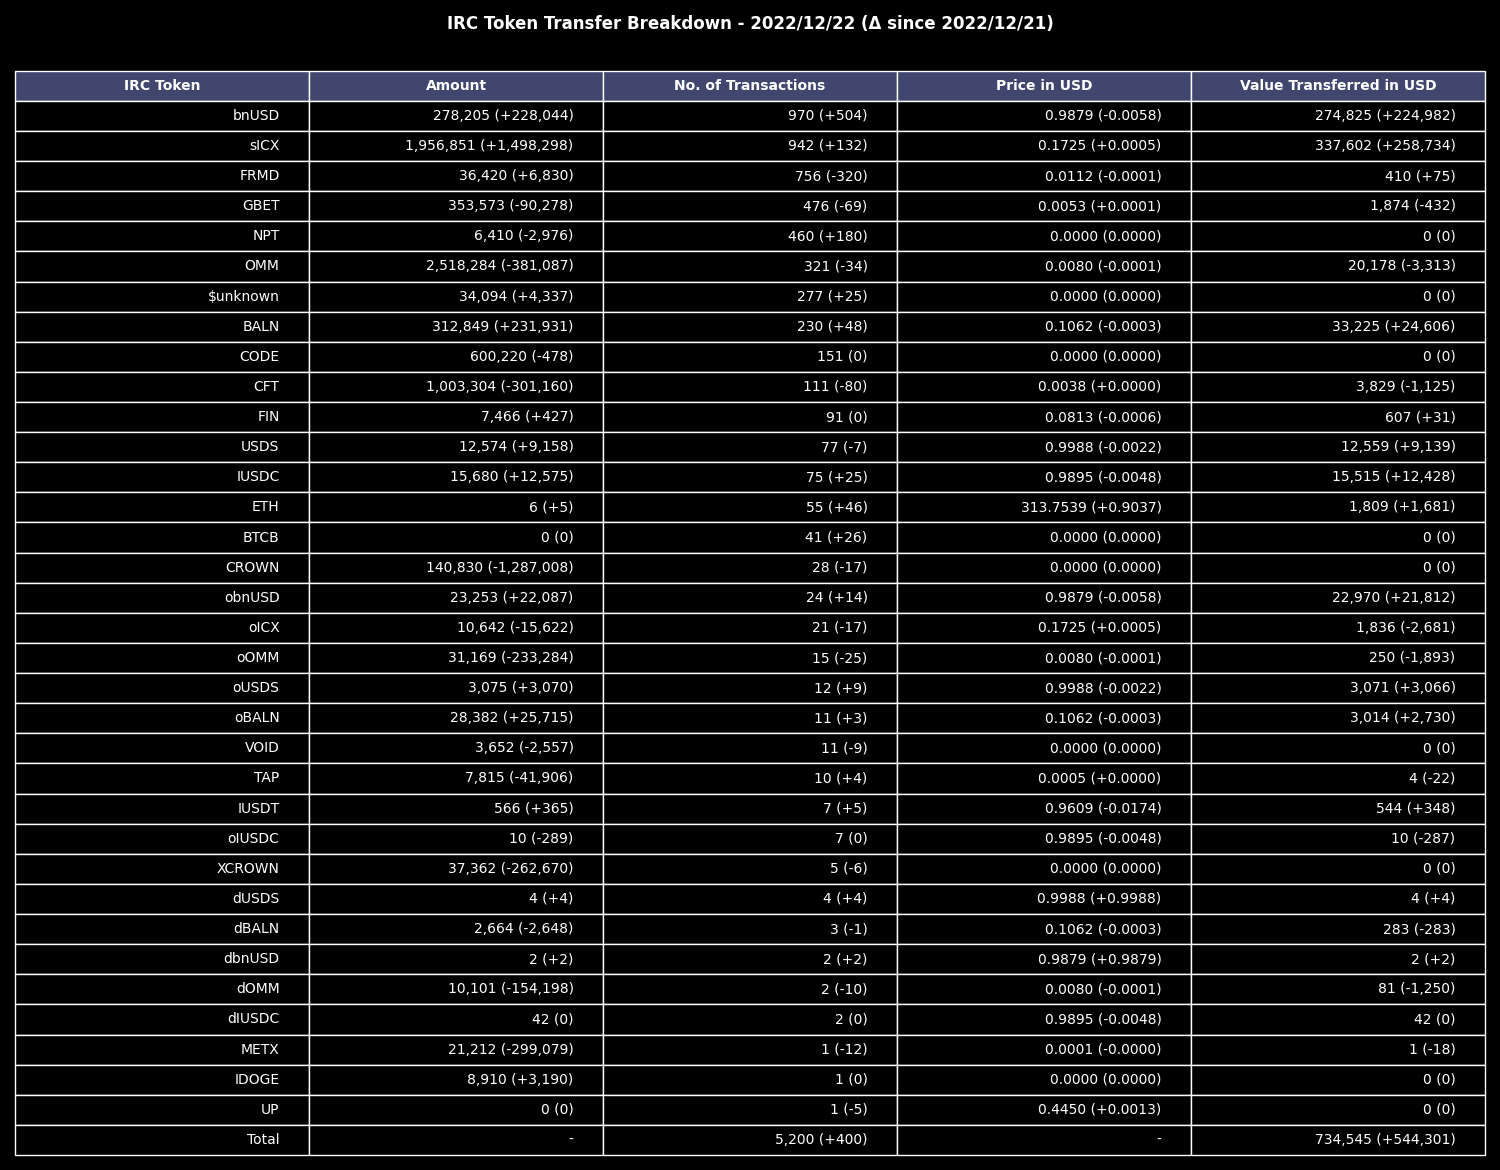 IRC Token Transfer Breakdown - 2022/12/22 (Δ since 2022/12/21)
IRC Token Amount No. of Transactions Price in USD Value Transferred in USD
bnUSD 278,205 (+228,044) 970 (+504) 0.9879 (-0.0058) 274,825 (+224,982)
sICX 1,956,851 (+1,498,298) 942 (+132) 0.1725 (+0.0005) 337,602 (+258,734)
FRMD 36,420 (+6,830) 756 (-320) 0.0112 (-0.0001) 410 (+75)
GBET 353,573 (-90,278) 476 (-69) 0.0053 (+0.0001) 1,874 (-432)
NPT 6,410 (-2,976) 460 (+180) 0.0000 (0.0000) 0 (0)
OMM 2,518,284 (-381,087) 321 (-34) 0.0080 (-0.0001) 20,178 (-3,313)
$unknown 34,094 (+4,337) 277 (+25) 0.0000 (0.0000) 0 (0)
BALN 312,849 (+231,931) 230 (+48) 0.1062 (-0.0003) 33,225 (+24,606)
CODE 600,220 (-478) 151 (0) 0.0000 (0.0000) 0 (0)
CFT 1,003,304 (-301,160) 111 (-80) 0.0038 (+0.0000) 3,829 (-1,125)
FIN 7,466 (+427) 91 (0) 0.0813 (-0.0006) 607 (+31)
USDS 12,574 (+9,158) 77 (-7) 0.9988 (-0.0022) 12,559 (+9,139)
IUSDC 15,680 (+12,575) 75 (+25) 0.9895 (-0.0048) 15,515 (+12,428)
ETH 6 (+5) 55 (+46) 313.7539 (+0.9037) 1,809 (+1,681)
BTCB 0 (0) 41 (+26) 0.0000 (0.0000) 0 (0)
CROWN 140,830 (-1,287,008) 28 (-17) 0.0000 (0.0000) 0 (0)
obnUSD 23,253 (+22,087) 24 (+14) 0.9879 (-0.0058) 22,970 (+21,812)
oICX 10,642 (-15,622) 21 (-17) 0.1725 (+0.0005) 1,836 (-2,681)
oOMM 31,169 (-233,284) 15 (-25) 0.0080 (-0.0001) 250 (-1,893)
oUSDS 3,075 (+3,070) 12 (+9) 0.9988 (-0.0022) 3,071 (+3,066)
oBALN 28,382 (+25,715) 11 (+3) 0.1062 (-0.0003) 3,014 (+2,730)
VOID 3,652 (-2,557) 11 (-9) 0.0000 (0.0000) 0 (0)
TAP 7,815 (-41,906) 10 (+4) 0.0005 (+0.0000) 4 (-22)
IUSDT 566 (+365) 7 (+5) 0.9609 (-0.0174) 544 (+348)
oIUSDC 10 (-289) 7 (0) 0.9895 (-0.0048) 10 (-287)
XCROWN 37,362 (-262,670) 5 (-6) 0.0000 (0.0000) 0 (0)
dUSDS 4 (+4) 4 (+4) 0.9988 (+0.9988) 4 (+4)
dBALN 2,664 (-2,648) 3 (-1) 0.1062 (-0.0003) 283 (-283)
dbnUSD 2 (+2) 2 (+2) 0.9879 (+0.9879) 2 (+2)
dOMM 10,101 (-154,198) 2 (-10) 0.0080 (-0.0001) 81 (-1,250)
dIUSDC 42 (0) 2 (0) 0.9895 (-0.0048) 42 (0)
METX 21,212 (-299,079) 1 (-12) 0.0001 (-0.0000) 1 (-18)
IDOGE 8,910 (+3,190) 1 (0) 0.0000 (0.0000) 0 (0)
UP 0 (0) 1 (-5) 0.4450 (+0.0013) 0 (0)
Total - 5,200 (+400) - 734,545 (+544,301)